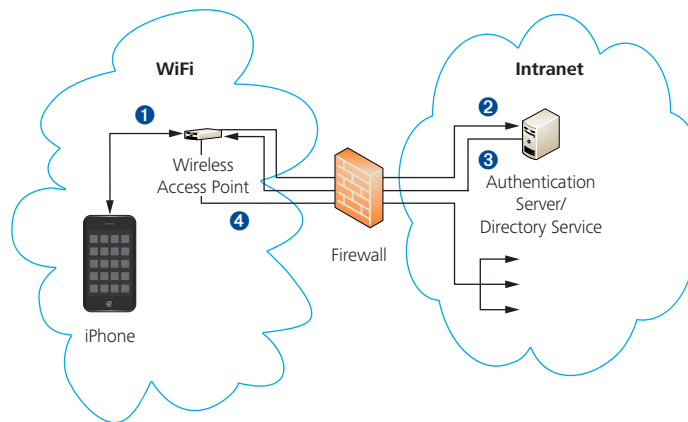 WiFi
Intranet
1
2
3
Wireless
Access Point
4
Authentication
Server/
Directory Service
Firewall
iPhone